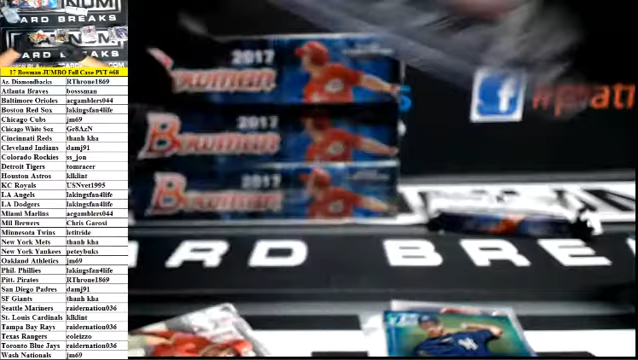 NUM
ARD BREAKS
17 Bowman JUMBO Full Case PYT #68
Az. Diamondbacks RThrone1869
Atlanta Braves bosssman
Baltimore Orioles acgamblers044
Boston Red Sox lakingsfan4life
Chicago Cubs jm69
Chicago White Sox Gr8AzN
Cincinnati Reds thanh kha
Cleveland Indians damj91
Colorado Rockies ss_jon
Detroit Tigers tomracer
Houston Astros klklint
KC Royals USNvet1995
LA Angels lakingsfan4life
LA Dodgers lakingsfan4life
Miami Marlins acgamblers044
Mil Brewers Chris Garosi
Minnesota Twins letitride
New York Mets thanh kha
New York Yankees peteybuks
Oakland Athletics jm69
Phil. Phillies lakingsfan4life
Pitt. Pirates RThrone1869
San Diego Padres damj91
SF Giants thanh kha
Seattle Mariners raidernation036
St. Louis Cardinals klklint
Tampa Bay Rays raidernation036
Texas Rangers coleizzo
Toronto Blue Jays raidernation036
Wash Nationals jm69
2017
Bowman
2017
Bowman
2017
Bowman
f
ARD BRE